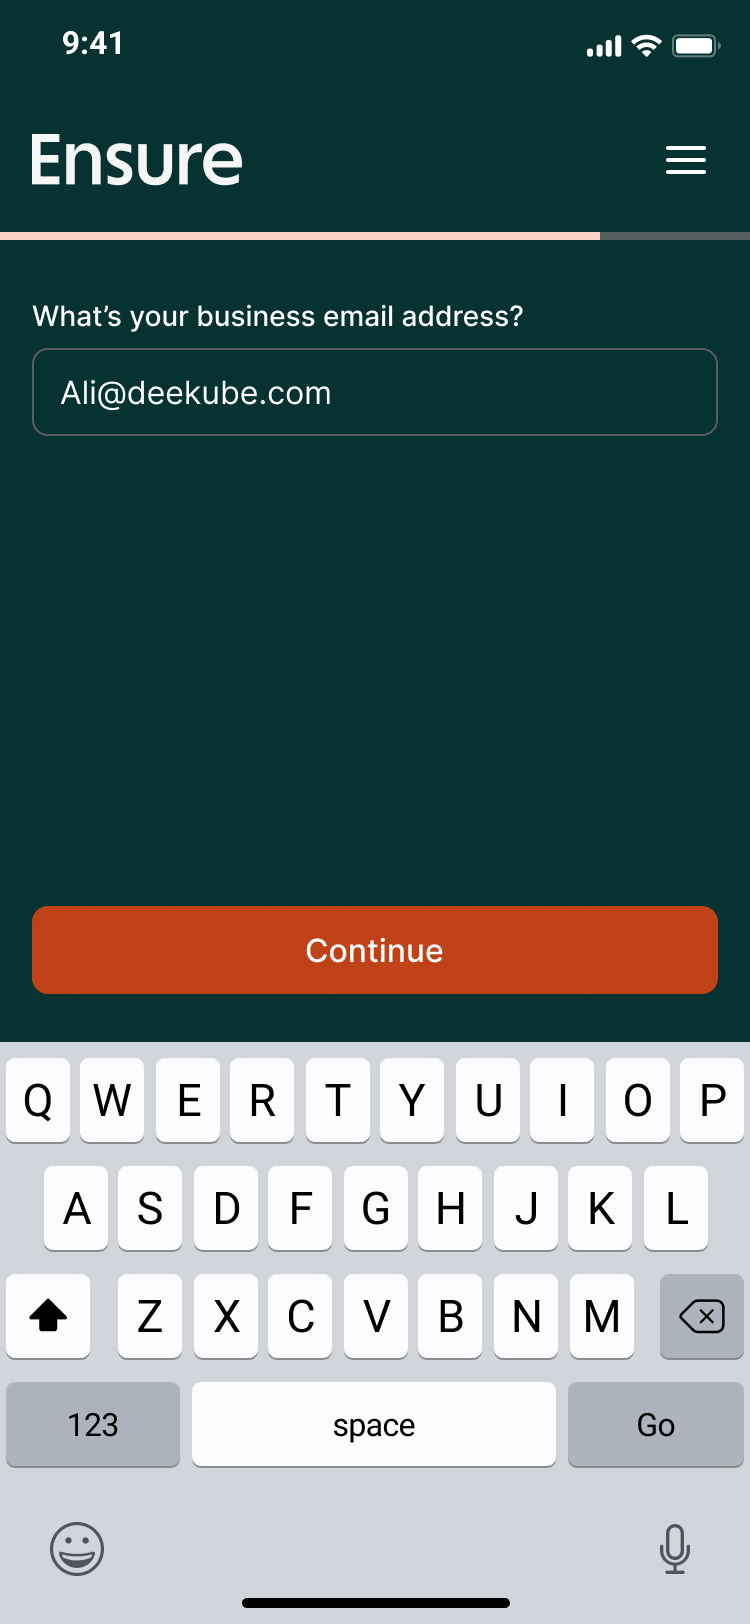 9:41
Ensure
What’s your business email address?
Ali@deekube.com
Continue
Q W E R T Y U I O P
A S D F G H J K L
Z X C V B N M
123 space Go